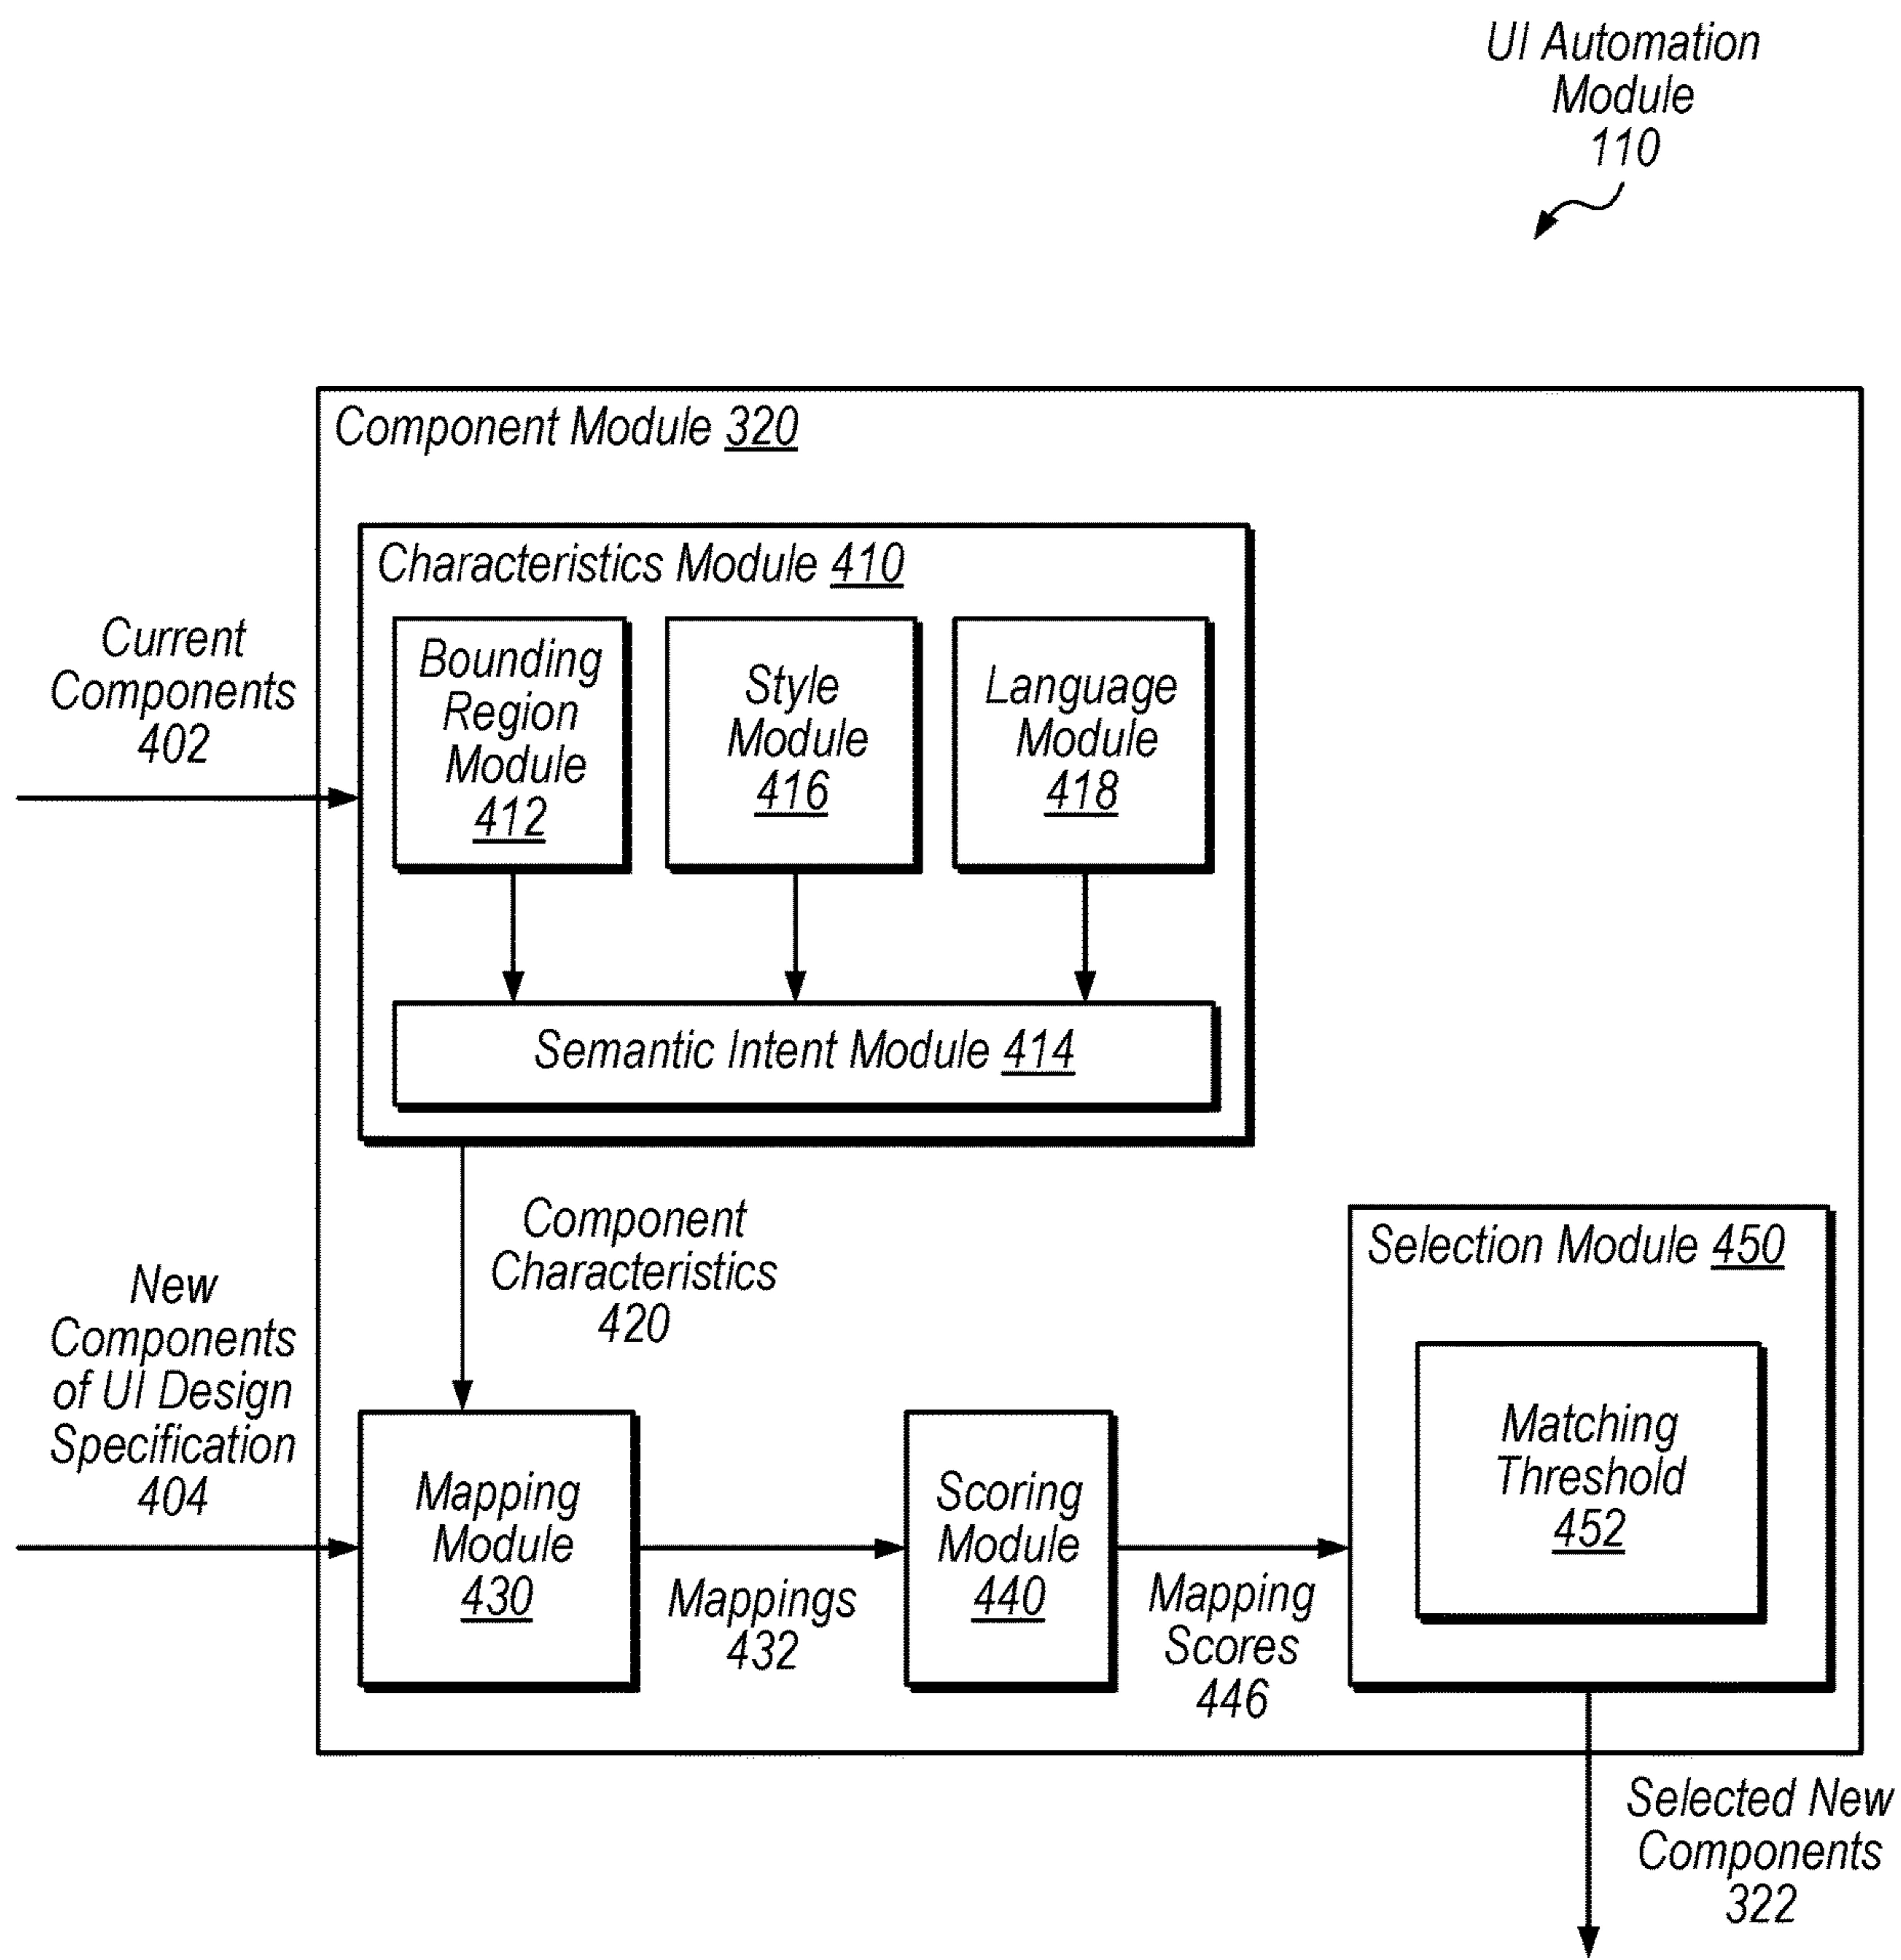 UI Automation
Module
110
Component Module 320
Characteristics Module 410
Current
Components
402
Bounding
Region
Module
412
Style
Module
416
Language
Module
418
Semantic Intent Module 414
Component
Characteristics
420
New
Components
of UI Design
Specification
404
Mapping
Module
430
Mappings
432
Scoring
Module
440
Mapping
Scores
446
Selection Module 450
Matching
Threshold
452
Selected New
Components
322